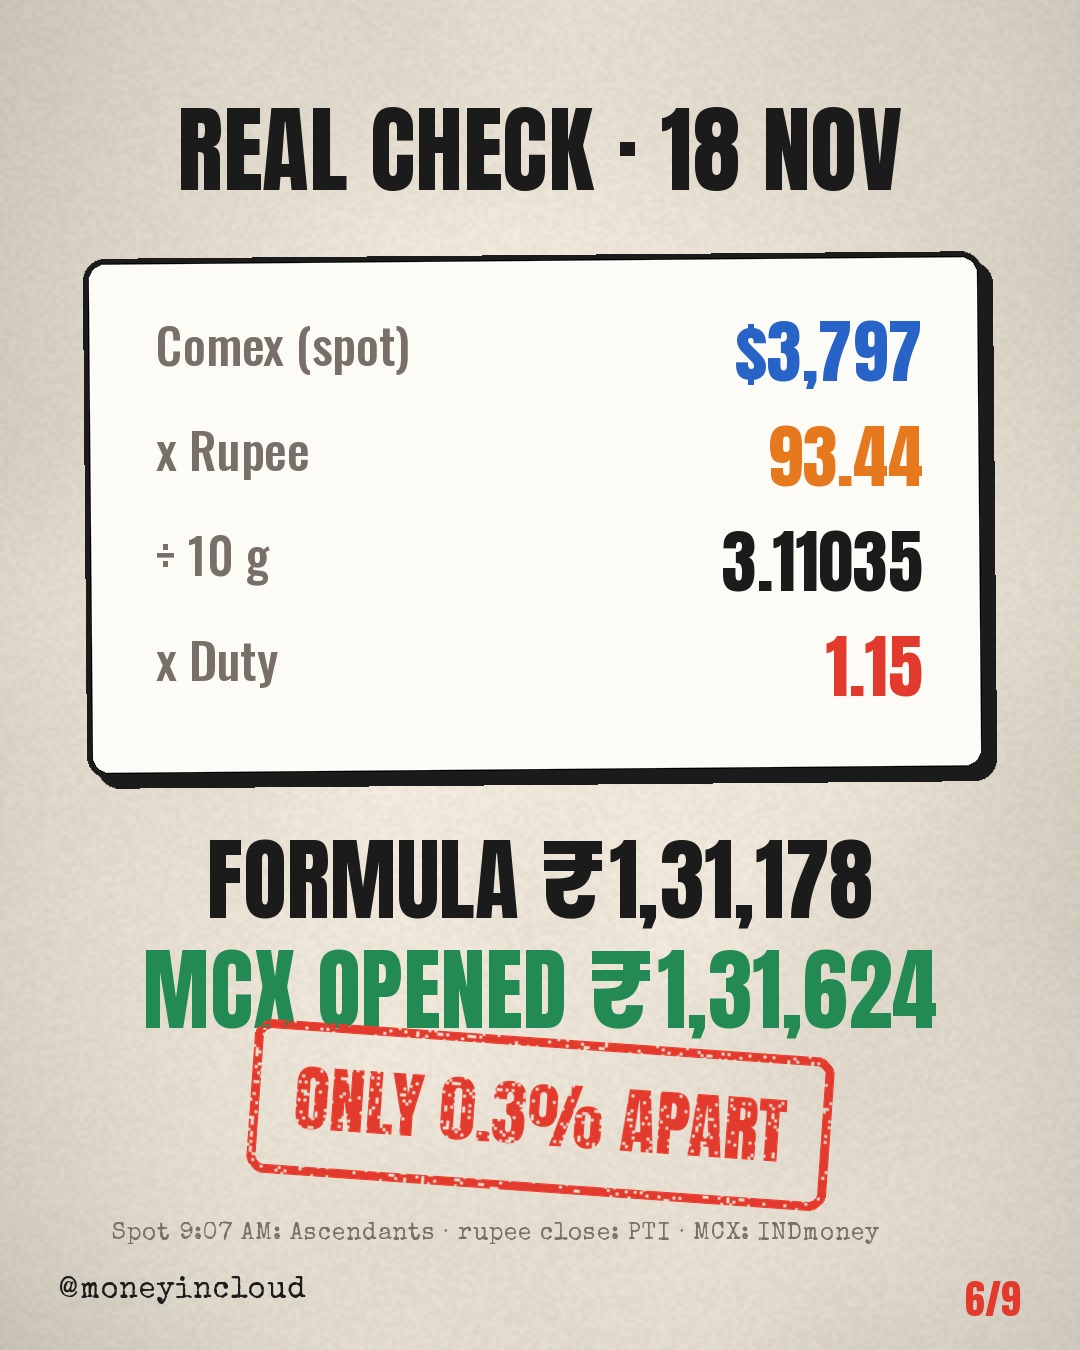 REAL CHECK · 18 NOV
Comex (spot) $3,797
x Rupee 93.44
÷ 10 g 3.11035
x Duty 1.15
FORMULA ₹1,31,178
MCX OPENED ₹1,31,624
ONLY 0.3% APART
Spot 9:07 AM: Ascendants · rupee close: PTI · MCX: INDmoney
@moneyincloud
6/9